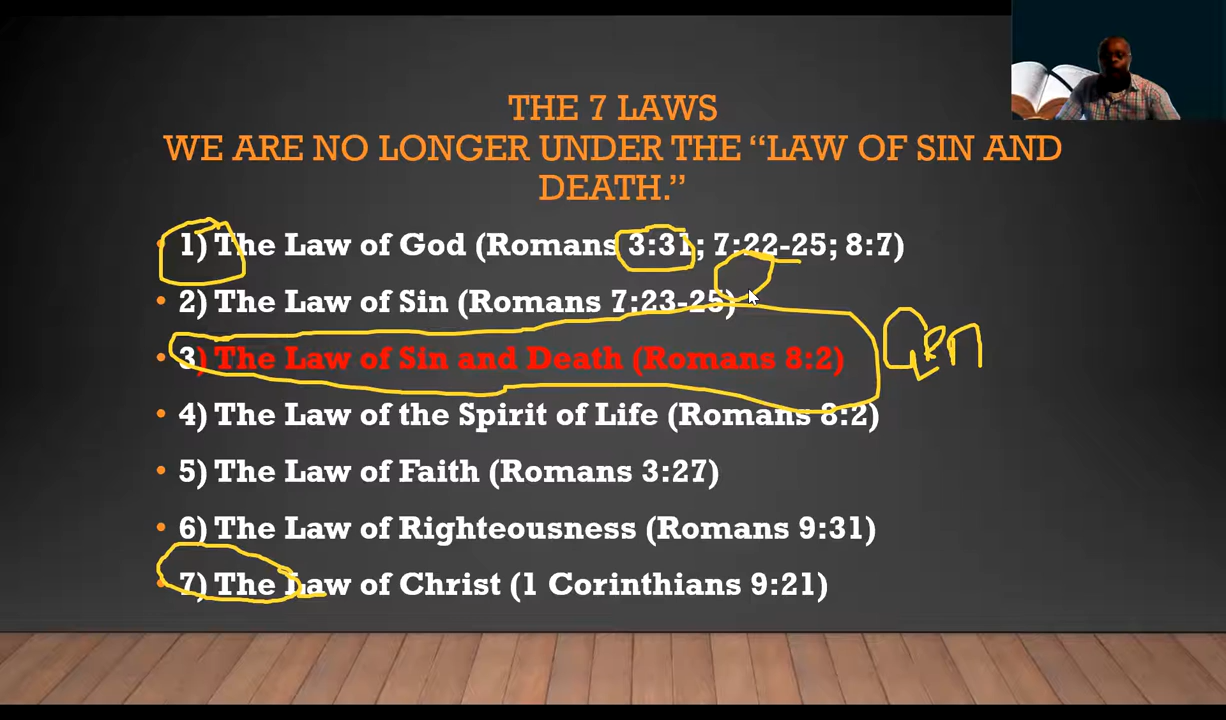 THE 7 LAWS
WE ARE NO LONGER UNDER THE “LAW OF SIN AND
DEATH.”
• 1) The Law of God (Romans 3:31; 7:22-25; 8:7)
• 2) The Law of Sin (Romans 7:23-25)
• 3) The Law of Sin and Death (Romans 8:2)
Gen
• 4) The Law of the Spirit of Life (Romans 8:2)
• 5) The Law of Faith (Romans 3:27)
• 6) The Law of Righteousness (Romans 9:31)
• 7) The Law of Christ (1 Corinthians 9:21)